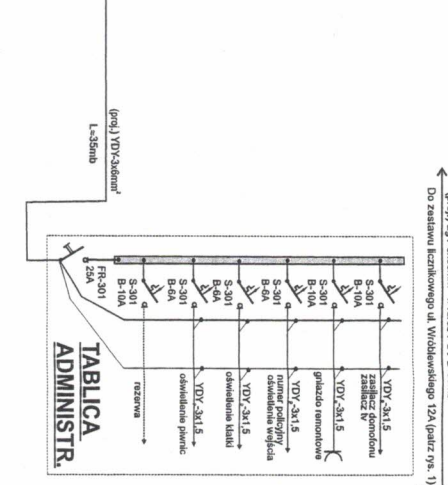 Do zestawu licznikowego ul. Wróblewskiego 12A (patrz rys. 1)
(proj.) YDY-3x6mm²
L=35mb
FR-301
25A
S-301
B-10A
YDY-3x1,5
zasilacz domofonu
zasilacz tv
S-301
B-10A
YDY-3x1,5
gniazdo remontowe
S-301
B-6A
YDY-3x1,5
numer policyjny
oświetlenie wejścia
S-301
B-6A
YDY-3x1,5
oświetlenie klatki
S-301
B-6A
YDY-3x1,5
oświetlenie piwnic
S-301
B-10A
rezerwa
TABLICA
ADMINISTR.